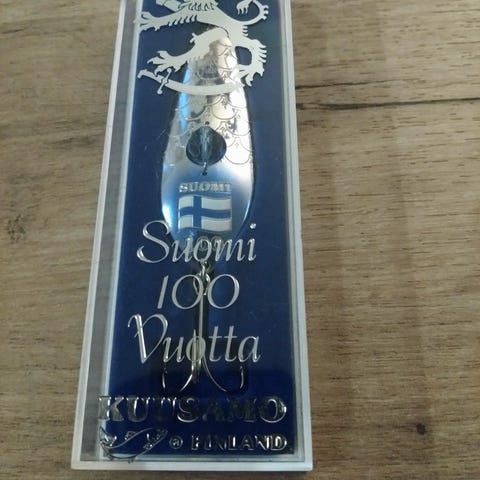 SUOMI
Suomi
100
Vuotta
KUUSAMO
® FINLAND